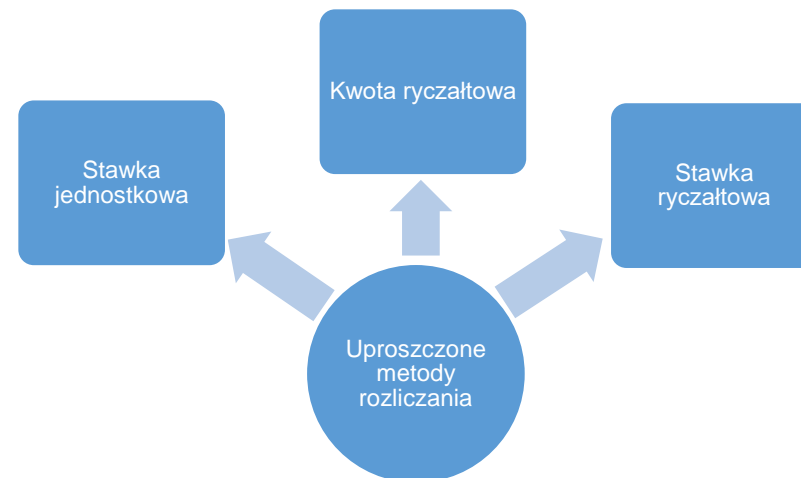 Kwota ryczałtowa
Stawka
jednostkowa
Stawka
ryczałtowa
Uproszczone
metody
rozliczania